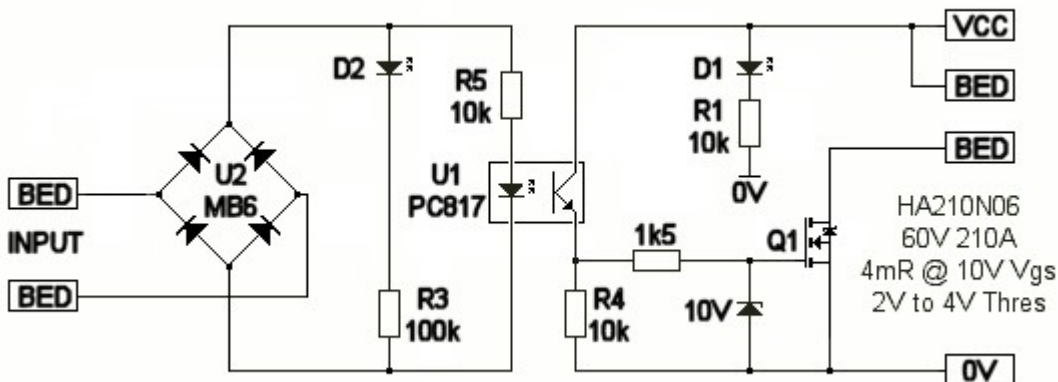 VCC
D2
D1
R5
10k
BED
R1
10k
BED
U2
MB6
U1
PC817
BED
0V
INPUT
HA210N06
60V 210A
4mR @ 10V Vgs
2V to 4V Thres
1k5
Q1
BED
R3
100k
R4
10k
10V
0V